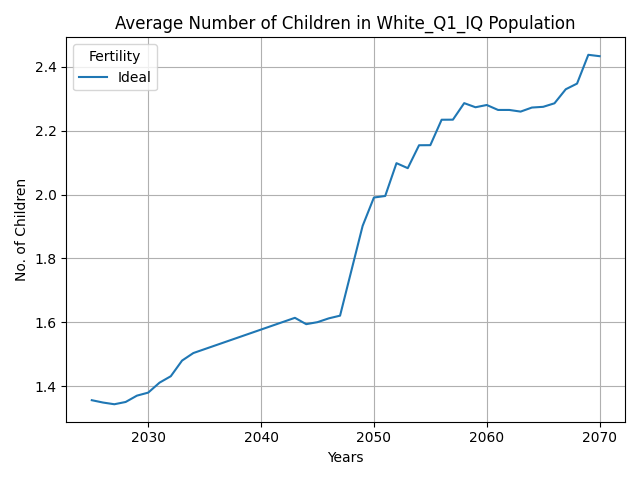 Average Number of Children in White_Q1_IQ Population
Fertility
Ideal
No. of Children
2.4
2.2
2.0
1.8
1.6
1.4
2030 2040 2050 2060 2070
Years